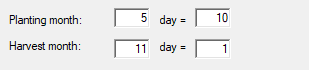 Planting month: 5 day = 10
Harvest month: 11 day = 1